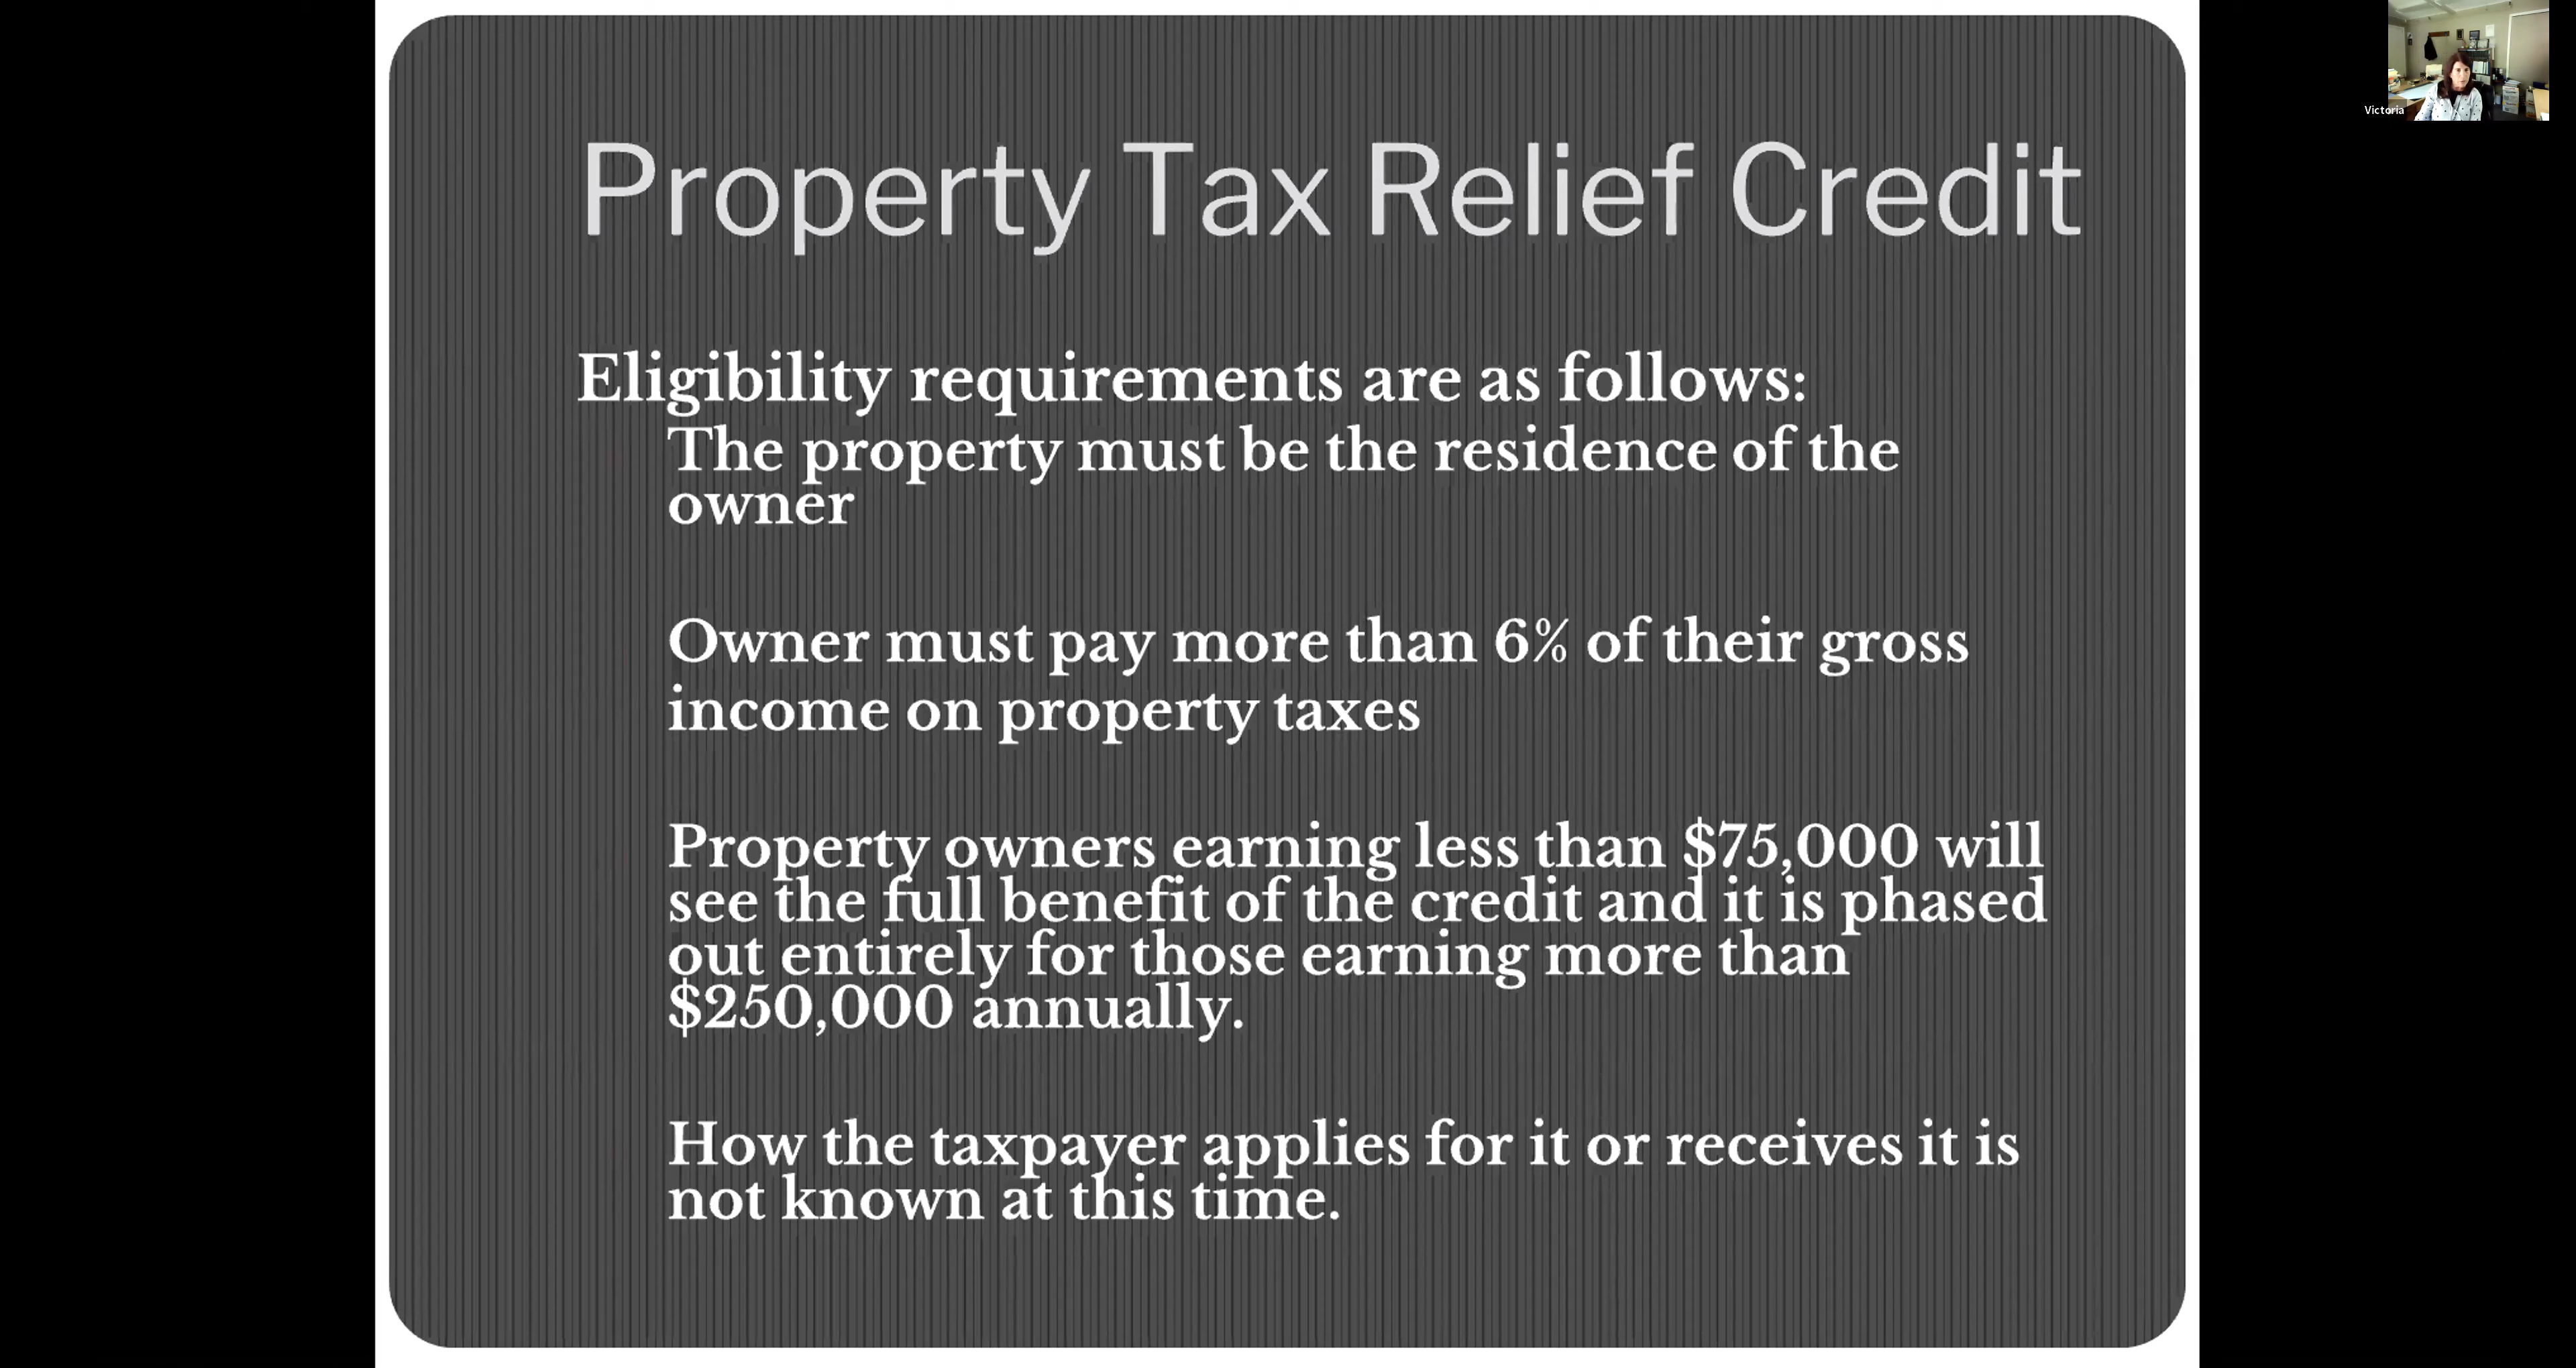 Property Tax Relief Credit
Victoria
Eligibility requirements are as follows:
The property must be the residence of the
owner
Owner must pay more than 6% of their gross
income on property taxes
Property owners earning less than $75,000 will
see the full benefit of the credit and it is phased
out entirely for those earning more than
$250,000 annually.
How the taxpayer applies for it or receives it is
not known at this time.